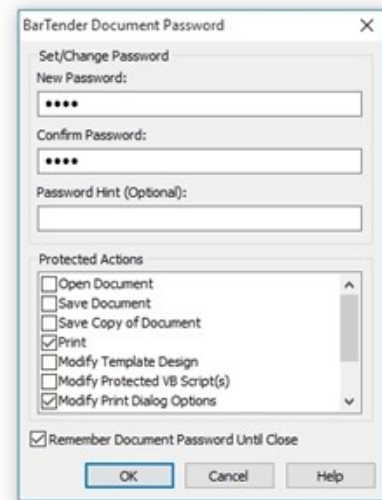 BarTender Document Password
Set/Change Password
New Password:
••••
Confirm Password:
••••
Password Hint (Optional):
Protected Actions
Open Document
Save Document
Save Copy of Document
Print
Modify Template Design
Modify Protected VB Script(s)
Modify Print Dialog Options
Remember Document Password Until Close
OK Cancel Help